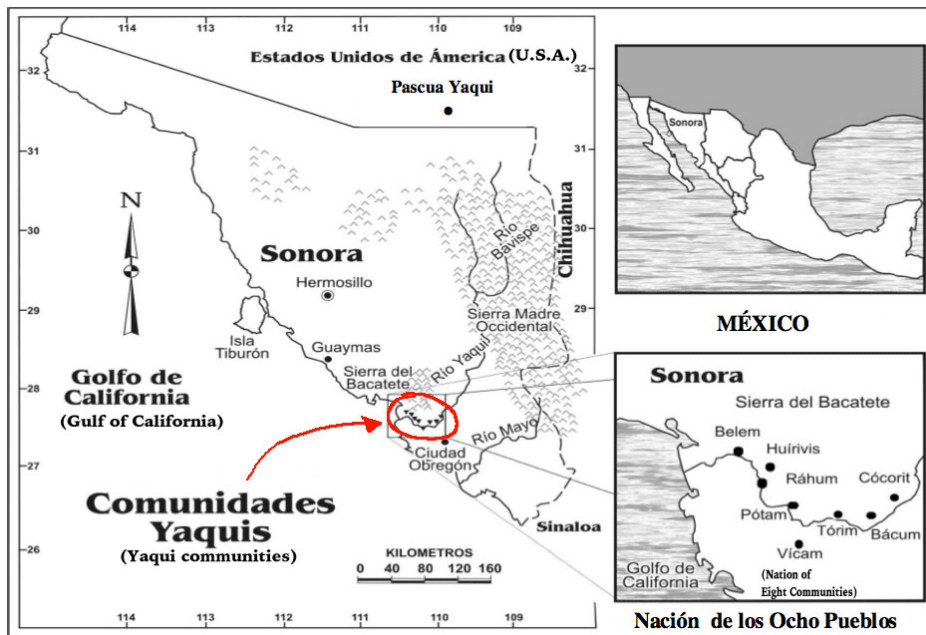 114
113
112
111
110
109
Estados Unidos de América (U.S.A.)
Pascua Yaqui
32
32
31
31
30
30
29
29
28
28
27
27
26
N
Río
Bavispe
Chihuahua
Sonora
Hermosillo
Sierra Madre
Occidental
Isla
Tiburón
Guaymas
Río Yaqui
Sierra del
Bacatete
Golfo de
California
(Gulf of California)
Río Mayo
Ciudad
Obregón
Comunidades
Yaquis
(Yaqui communities)
Sinaloa
KILOMETROS
0 40 80 120 160
114
113
112
111
110
109
Sonora
MÉXICO
Sonora
Sierra del Bacatete
Belem
Huírivis
Ráhum
Cócorit
Pótam
Tórim
Bácum
Vícam
Golfo de
California
(Nation of
Eight Communities)
Nación de los Ocho Pueblos